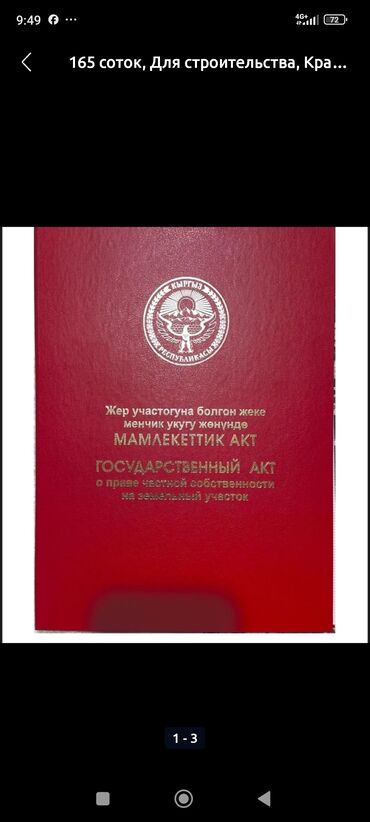 9:49
4G+
72
165 соток, Для строительства, Кра...
КЫРГЫЗ
РЕСПУБЛИКАСЫ
Жер участогуна болгон жеке
менчик укугу жөнүндө
МАМЛЕКЕТТИК АКТ
ГОСУДАРСТВЕННЫЙ АКТ
о праве частной собственности
на земельный участок
1 - 3